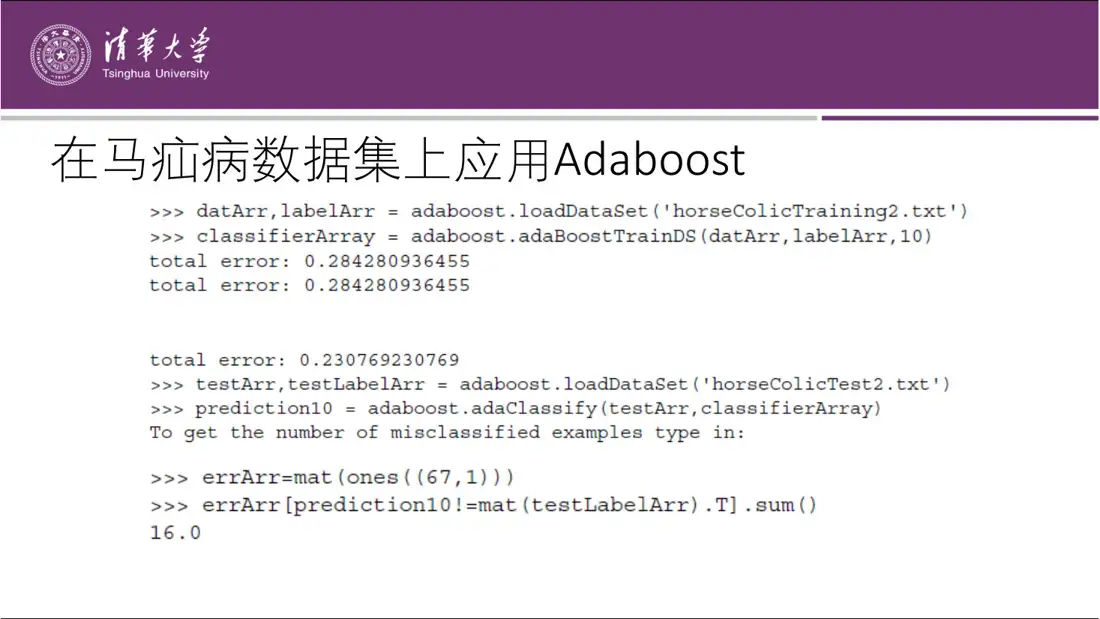 清华大学
Tsinghua University
在马疝病数据集上应用Adaboost
>>> datArr,labelArr = adaboost.loadDataSet('horseColicTraining2.txt')
>>> classifierArray = adaboost.adaBoostTrainDS(datArr,labelArr,10)
total error: 0.284280936455
total error: 0.284280936455
total error: 0.230769230769
>>> testArr,testLabelArr = adaboost.loadDataSet('horseColicTest2.txt')
>>> prediction10 = adaboost.adaClassify(testArr,classifierArray)
To get the number of misclassified examples type in:
>>> errArr=mat(ones((67,1)))
>>> errArr[prediction10!=mat(testLabelArr).T].sum()
16.0